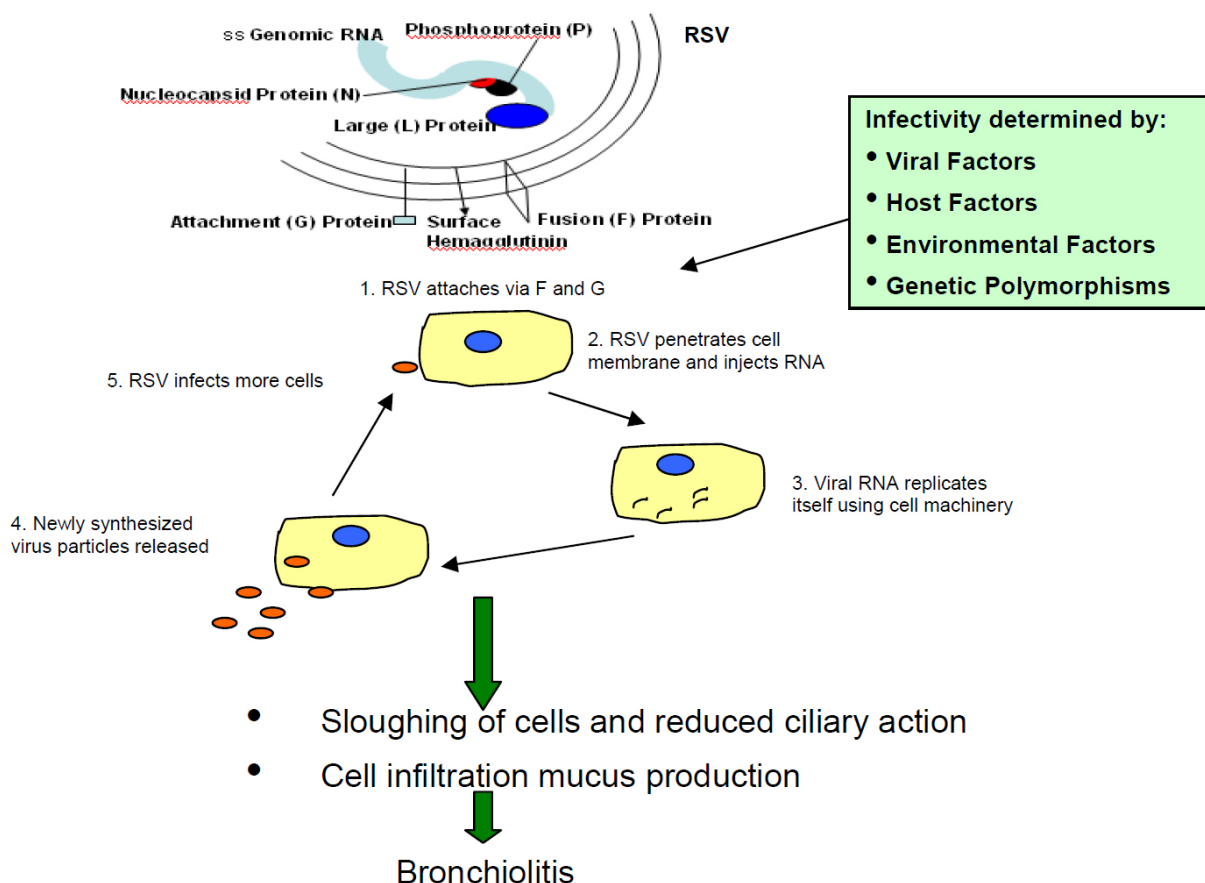 ss Genomic RNA
Phosphoprotein (P)
RSV
Nucleocapsid Protein (N)
Large (L) Protein
Attachment (G) Protein
Surface
Hemagglutinin
Fusion (F) Protein
Infectivity determined by:
• Viral Factors
• Host Factors
• Environmental Factors
• Genetic Polymorphisms
1. RSV attaches via F and G
2. RSV penetrates cell
membrane and injects RNA
3. Viral RNA replicates
itself using cell machinery
4. Newly synthesized
virus particles released
5. RSV infects more cells
• Sloughing of cells and reduced ciliary action
• Cell infiltration mucus production
Bronchiolitis